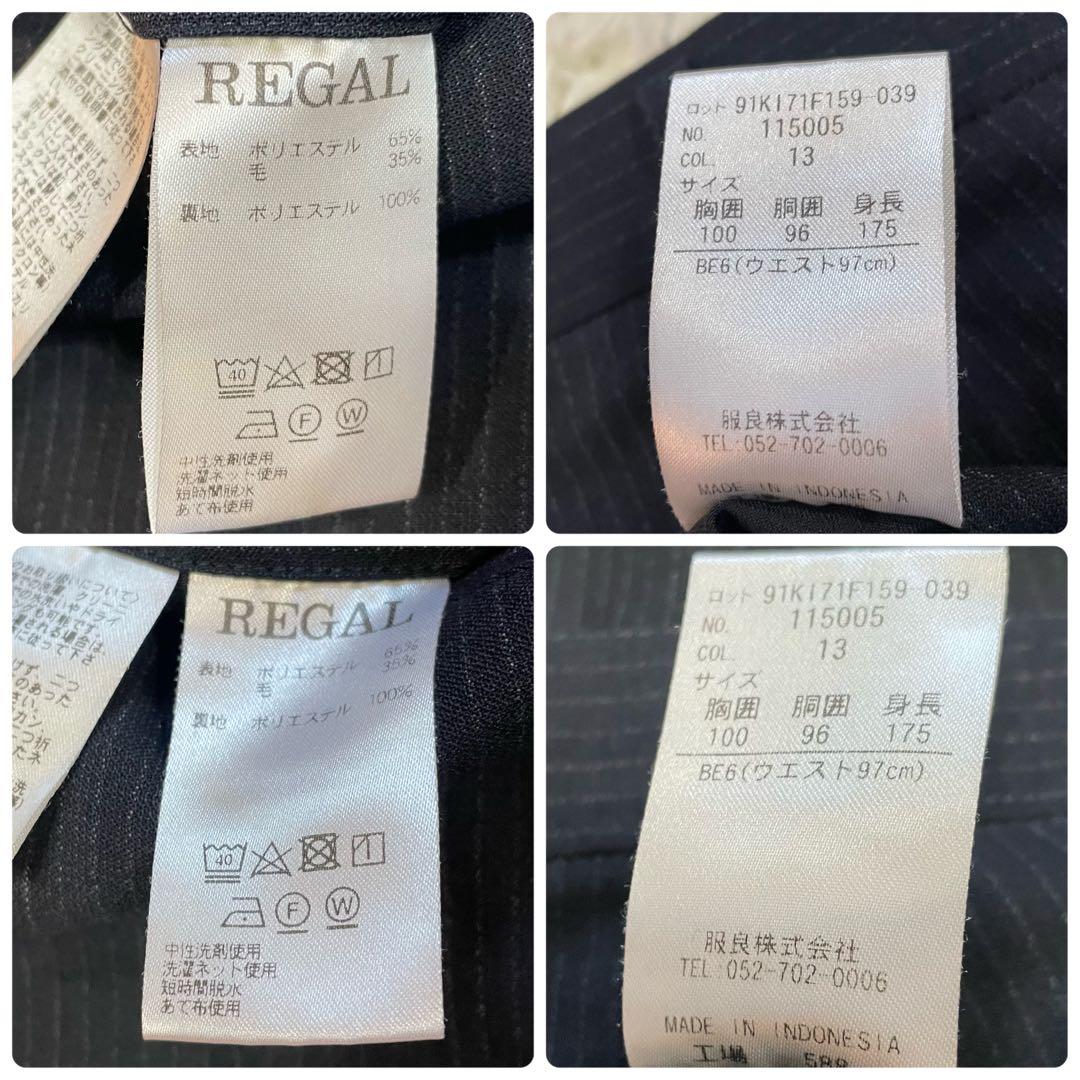 REGAL
表地 ポリエステル 65%
毛 35%
裏地 ポリエステル 100%
40
F W
中性洗剤使用
洗濯ネット使用
短時間脱水
あて布使用
ロット 91KI71F159-039
NO 115005
COL. 13
サイズ
胸囲 胴囲 身長
100 96 175
BE6(ウエスト97cm)
服良株式会社
TEL:052-702-0006
MADE IN INDONESIA
REGAL
表地 ポリエステル 65%
毛 35%
裏地 ポリエステル 100%
40
F W
中性洗剤使用
洗濯ネット使用
短時間脱水
あて布使用
ロット 91KI71F159-039
NO. 115005
COL. 13
サイズ
胸囲 胴囲 身長
100 96 175
BE6(ウエスト97cm)
服良株式会社
TEL:052-702-0006
MADE IN INDONESIA
工場 588